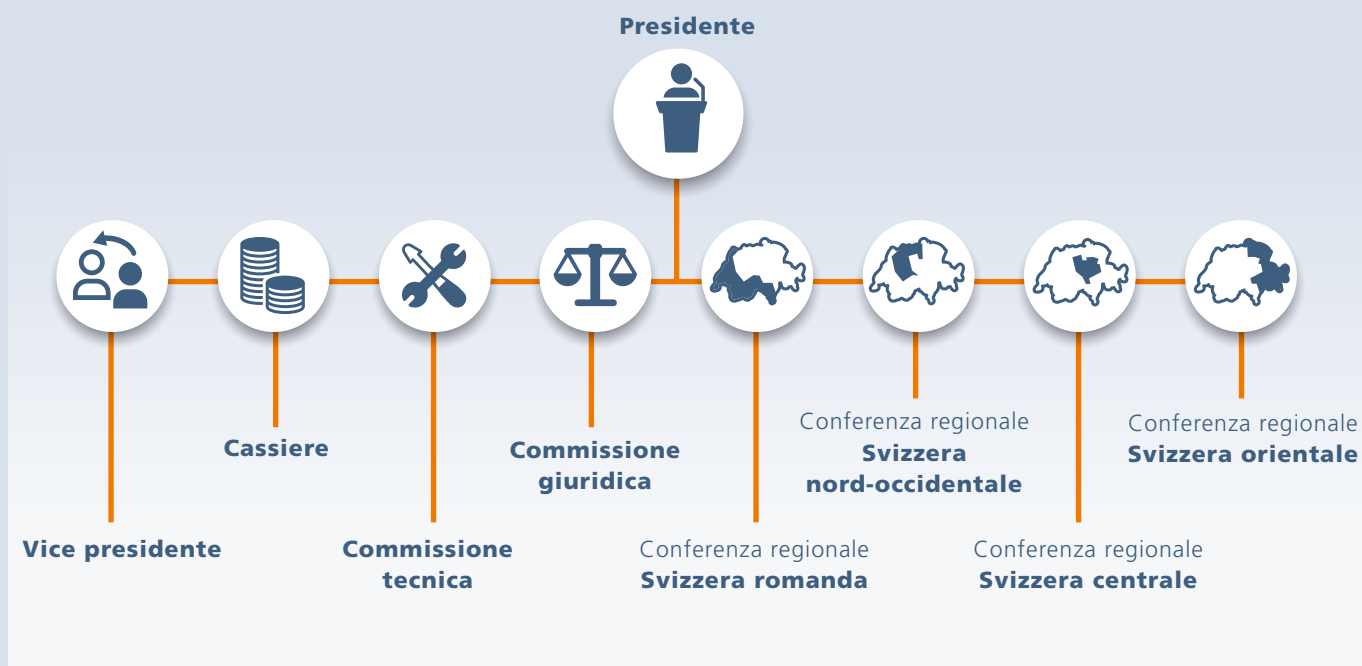 Presidente
Vice presidente
Cassiere
Commissione
tecnica
Commissione
giuridica
Conferenza regionale
Svizzera romanda
Conferenza regionale
Svizzera
nord-occidentale
Conferenza regionale
Svizzera centrale
Conferenza regionale
Svizzera orientale